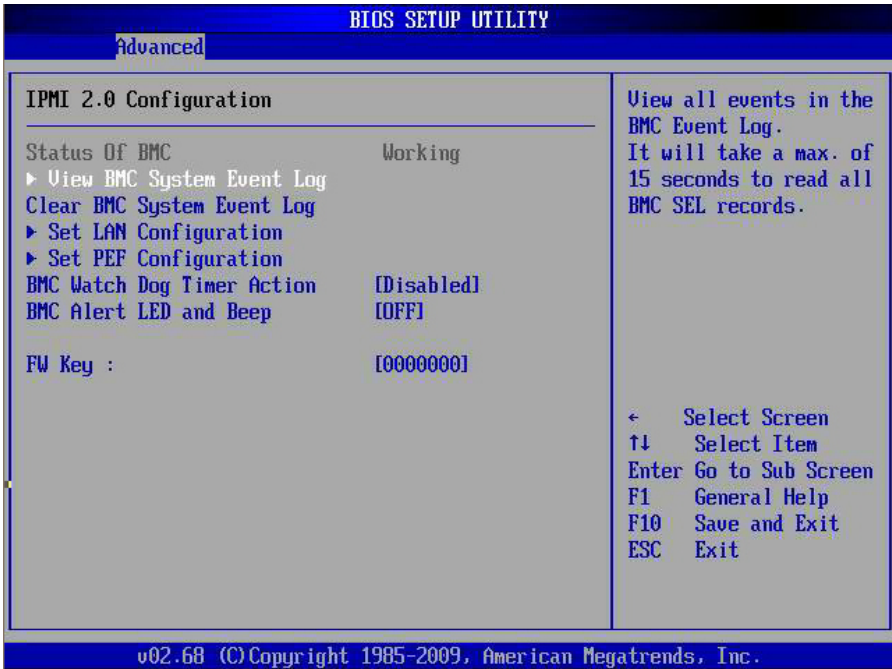 BIOS SETUP UTILITY
Advanced
IPMI 2.0 Configuration
Status Of BMC Working
▶ View BMC System Event Log
Clear BMC System Event Log
▶ Set LAN Configuration
▶ Set PEF Configuration
BMC Watch Dog Timer Action [Disabled]
BMC Alert LED and Beep [OFF]
FW Key : [0000000]
View all events in the
BMC Event Log.
It will take a max. of
15 seconds to read all
BMC SEL records.
← Select Screen
↑↓ Select Item
Enter Go to Sub Screen
F1 General Help
F10 Save and Exit
ESC Exit
v02.68 (C)Copyright 1985-2009, American Megatrends, Inc.